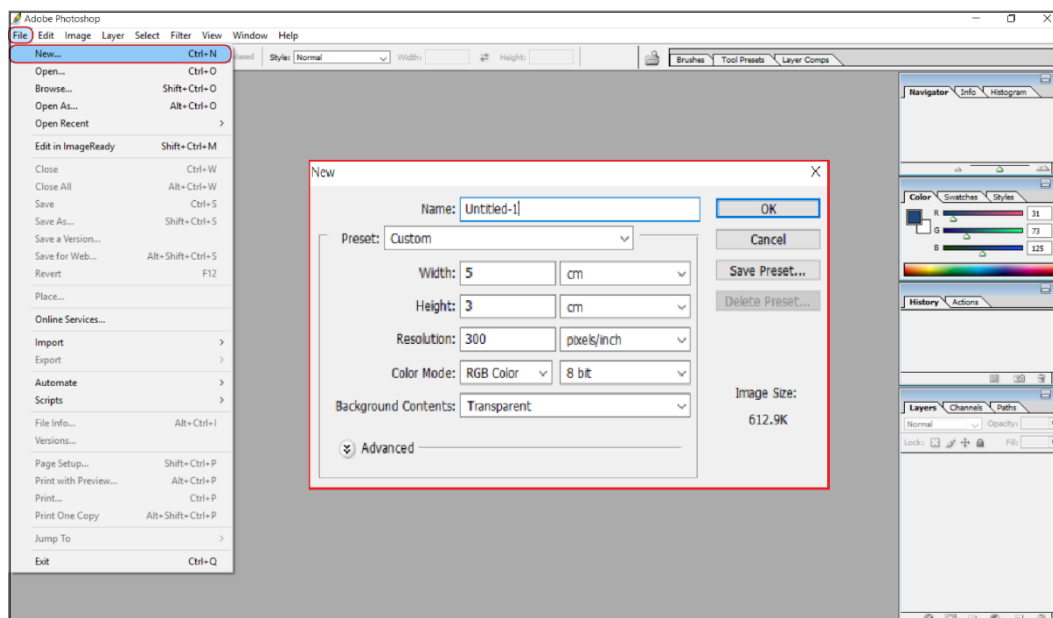 Adobe Photoshop
File Edit Image Layer Select Filter View Window Help
Style: Normal Width: Height: Brushes Tool Presets Layer Comps
New... Ctrl+N
Open... Ctrl+O
Browse... Shift+Ctrl+O
Open As... Alt+Ctrl+O
Open Recent
Edit in ImageReady Shift+Ctrl+M
Close Ctrl+W
Close All Alt+Ctrl+W
Save Ctrl+S
Save As... Shift+Ctrl+S
Save a Version...
Save for Web... Alt+Shift+Ctrl+S
Revert F12
Place...
Online Services...
Import
Export
Automate
Scripts
File Info... Alt+Ctrl+I
Versions...
Page Setup... Shift+Ctrl+P
Print with Preview... Alt+Ctrl+P
Print... Ctrl+P
Print One Copy Alt+Shift+Ctrl+P
Jump To
Exit Ctrl+Q
New
Name: Untitled-1
Preset: Custom
Width: 5 cm
Height: 3 cm
Resolution: 300 pixels/inch
Color Mode: RGB Color 8 bit
Background Contents: Transparent
Advanced
OK
Cancel
Save Preset...
Delete Preset...
Image Size:
612.9K
Navigator Info Histogram
Color Swatches Styles
R 31
G 73
B 125
History Actions
Layers Channels Paths
Normal Opacity:
Lock: Fill: